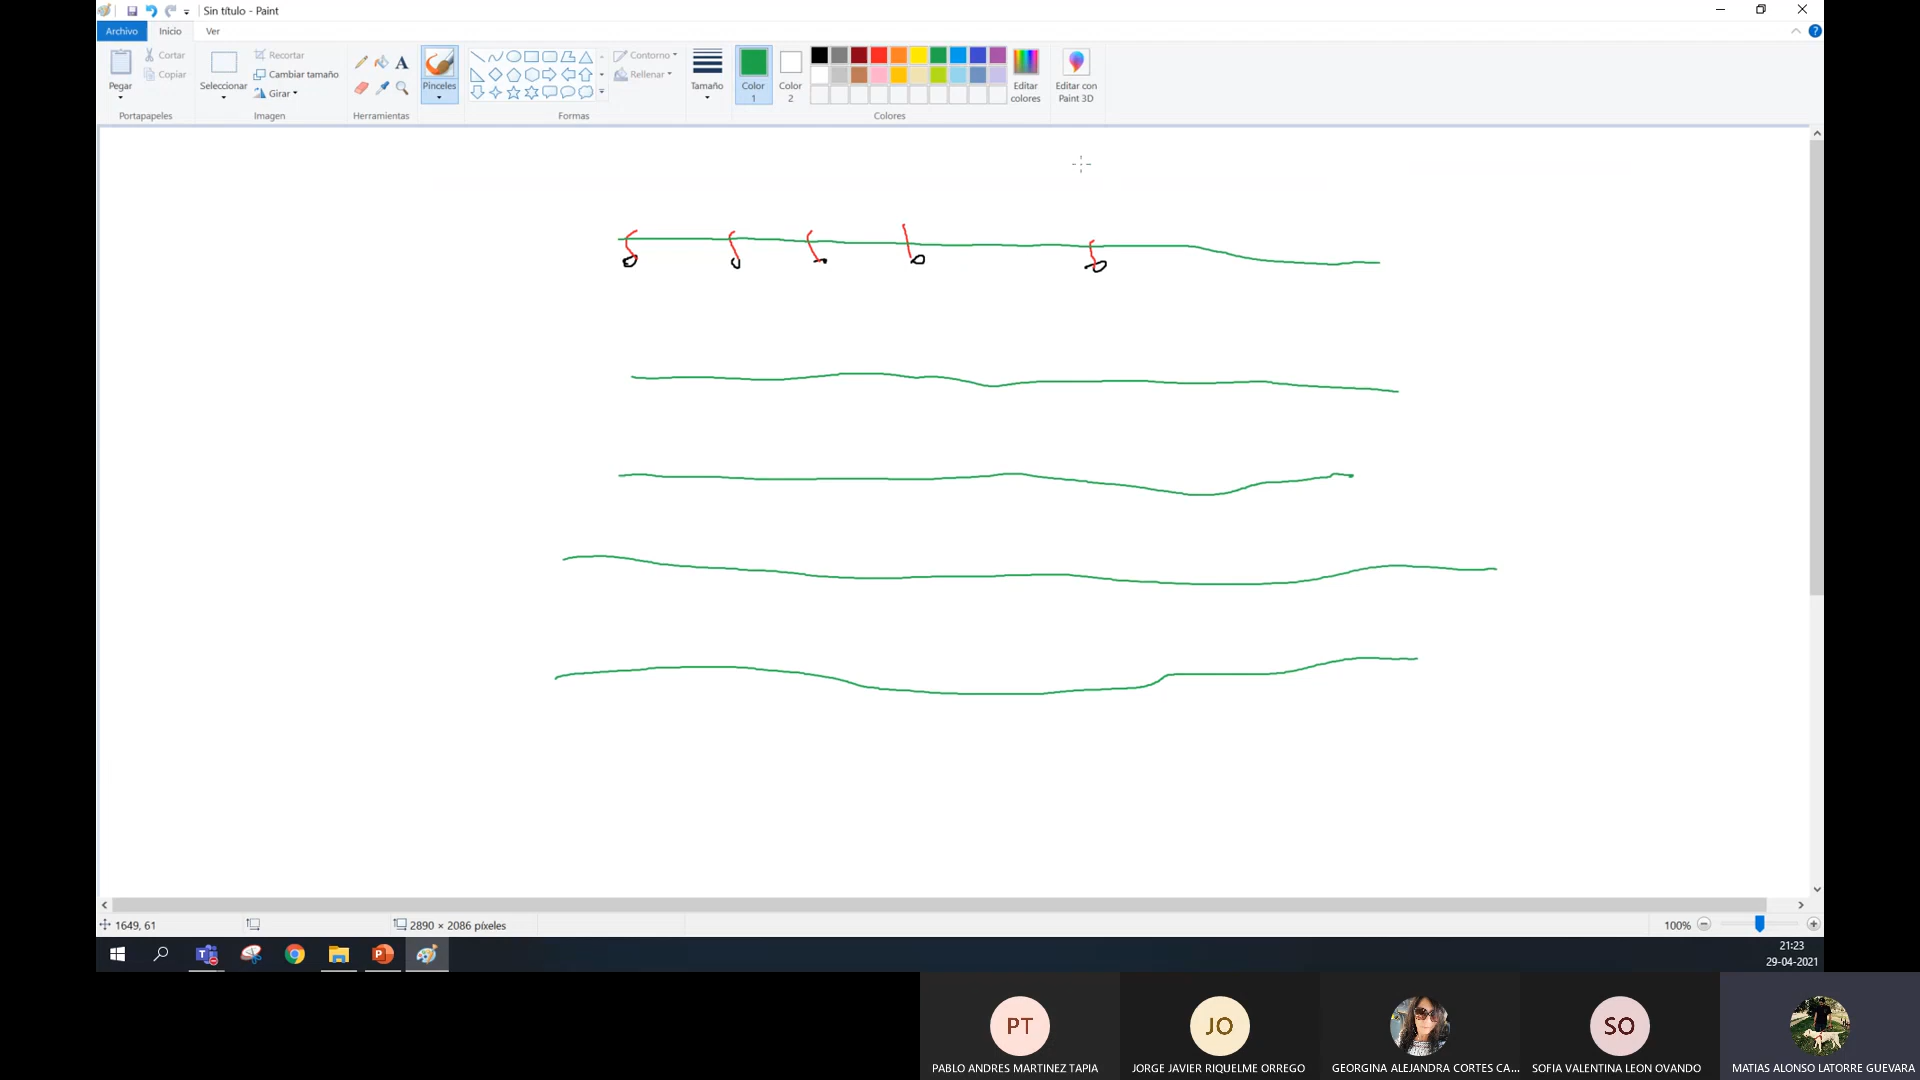 Sin título - Paint
Archivo Inicio Ver
Pegar
Cortar
Copiar
Portapapeles
Seleccionar
Recortar
Cambiar tamaño
Girar
Imagen
A
Herramientas
Pinceles
Formas
Contorno
Rellenar
Tamaño
Color
1
Color
2
Colores
Editar
colores
Editar con
Paint 3D
1649, 61
2890 × 2086 píxeles
100%
21:23
29-04-2021
PT
PABLO ANDRES MARTINEZ TAPIA
JO
JORGE JAVIER RIQUELME ORREGO
GEORGINA ALEJANDRA CORTES CA...
SO
SOFIA VALENTINA LEON OVANDO
MATIAS ALONSO LATORRE GUEVARA